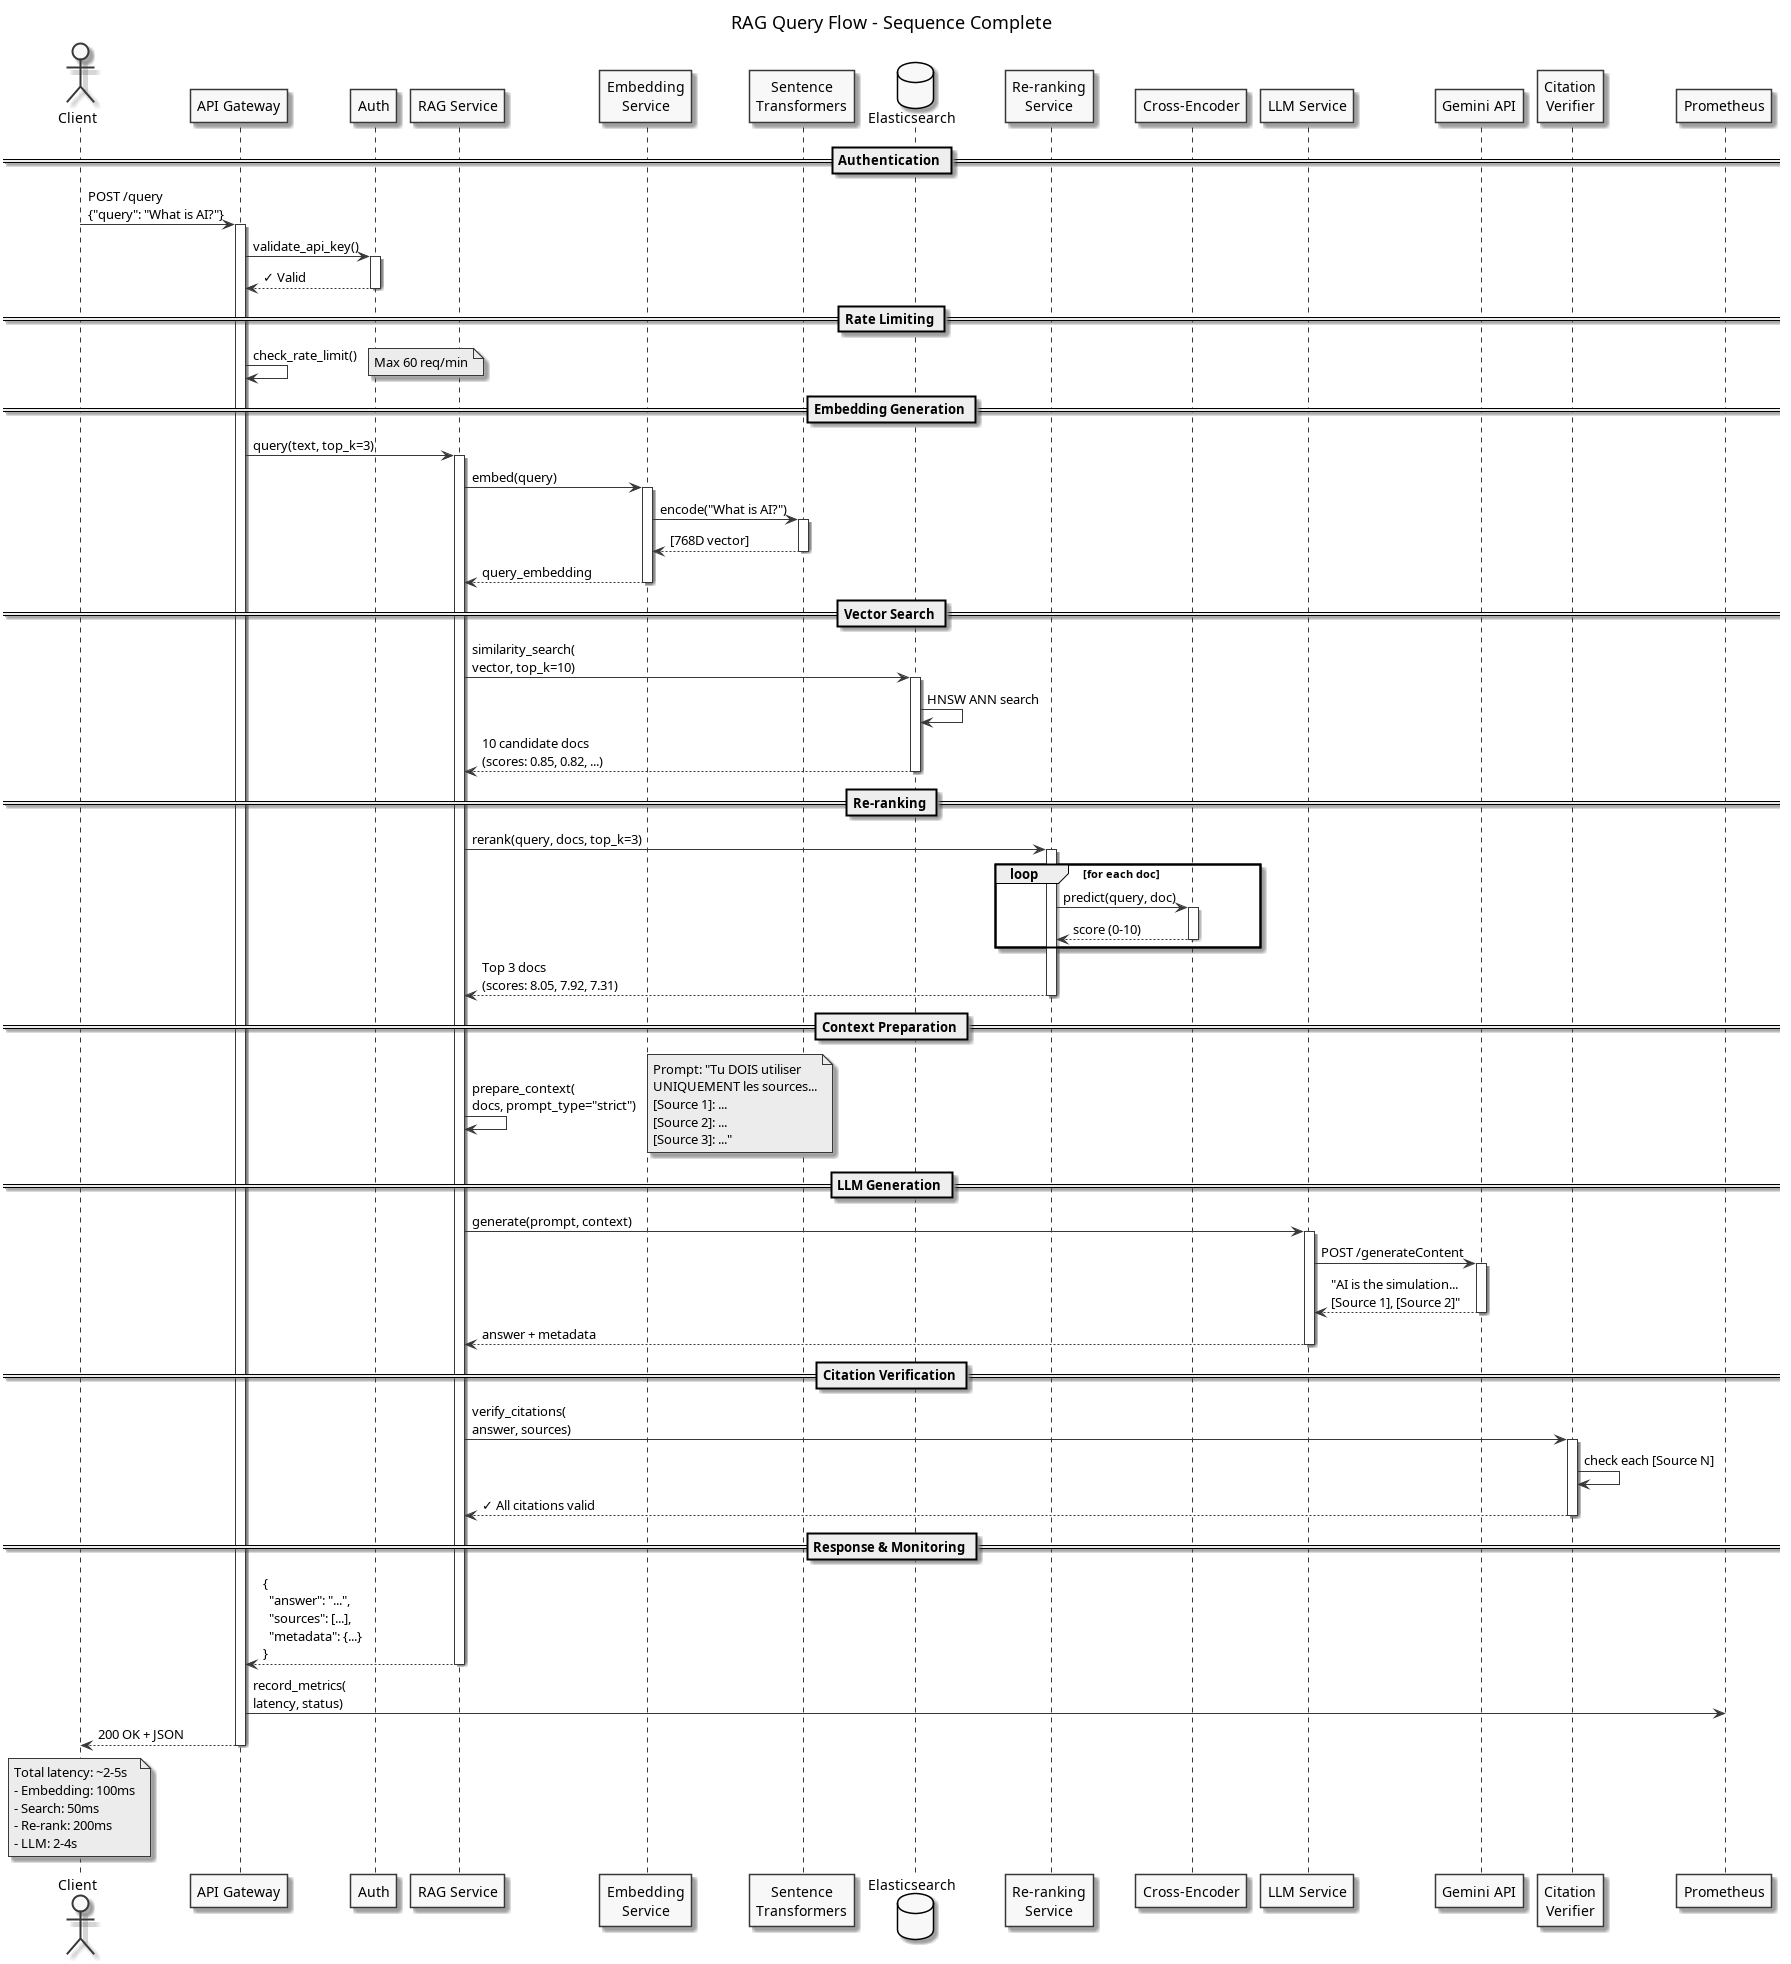 RAG Query Flow - Sequence Complete
Client
API Gateway
Auth
RAG Service
Embedding
Service
Sentence
Transformers
Elasticsearch
Re-ranking
Service
Cross-Encoder
LLM Service
Gemini API
Citation
Verifier
Prometheus
Authentication
POST /query
{"query": "What is AI?"}
validate_api_key()
✓ Valid
Rate Limiting
check_rate_limit()
Max 60 req/min
Embedding Generation
query(text, top_k=3)
embed(query)
encode("What is AI?")
[768D vector]
query_embedding
Vector Search
similarity_search(
vector, top_k=10)
HNSW ANN search
10 candidate docs
(scores: 0.85, 0.82, ...)
Re-ranking
rerank(query, docs, top_k=3)
loop [for each doc]
predict(query, doc)
score (0-10)
Top 3 docs
(scores: 8.05, 7.92, 7.31)
Context Preparation
prepare_context(
docs, prompt_type="strict")
Prompt: "Tu DOIS utiliser
UNIQUEMENT les sources...
[Source 1]: ...
[Source 2]: ...
[Source 3]: ..."
LLM Generation
generate(prompt, context)
POST /generateContent
"AI is the simulation...
[Source 1], [Source 2]"
answer + metadata
Citation Verification
verify_citations(
answer, sources)
check each [Source N]
✓ All citations valid
Response & Monitoring
{
"answer": "...",
"sources": [...],
"metadata": {...}
}
record_metrics(
latency, status)
200 OK + JSON
Total latency: ~2-5s
- Embedding: 100ms
- Search: 50ms
- Re-rank: 200ms
- LLM: 2-4s
Client
API Gateway
Auth
RAG Service
Embedding
Service
Sentence
Transformers
Elasticsearch
Re-ranking
Service
Cross-Encoder
LLM Service
Gemini API
Citation
Verifier
Prometheus